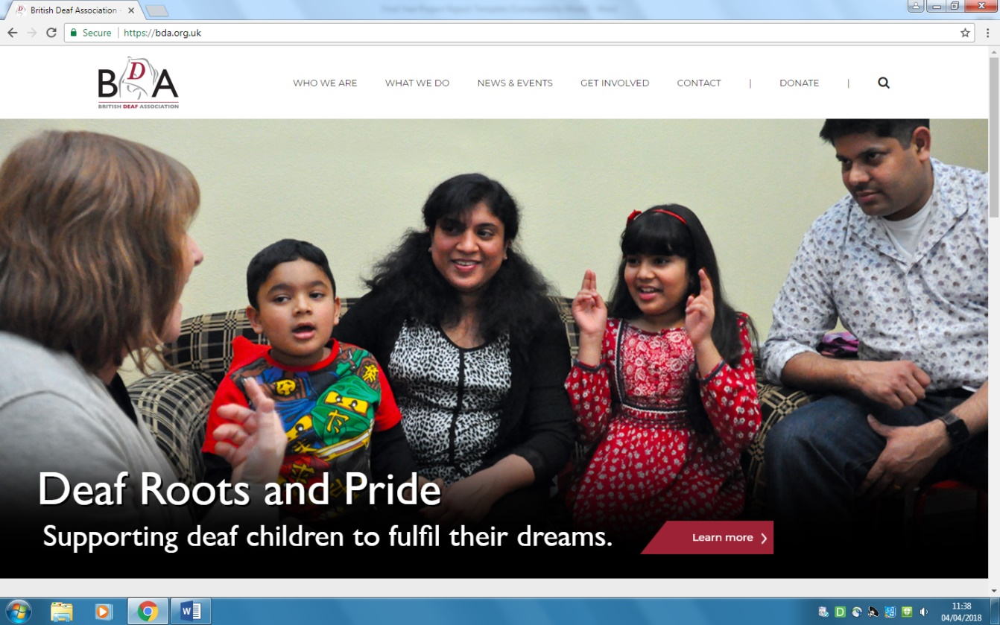 British Deaf Association -
Secure
https://bda.org.uk
BDA
BRITISH DEAF ASSOCIATION
WHO WE ARE
WHAT WE DO
NEWS & EVENTS
GET INVOLVED
CONTACT
|
DONATE
|
Deaf Roots and Pride
Supporting deaf children to fulfil their dreams.
Learn more
11:38
04/04/2018